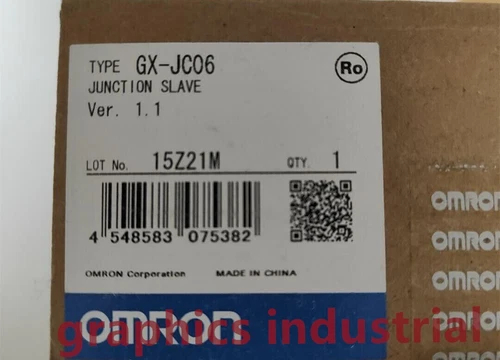 TYPE GX-JC06
Ro
JUNCTION SLAVE
Ver. 1.1
LOT No. 15Z21M QTY. 1
4 548583 075382
OMRON Corporation MADE IN CHINA
OMRON
graphics industrial
OMRON
OMRON
OMRON
OMRON
OMRON